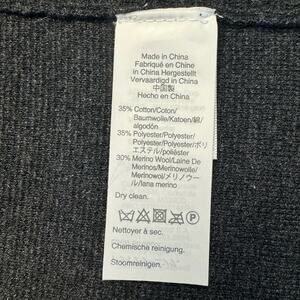 Made in China
Fabriqué en Chine
in China Hergestellt
Vervaardigd in China
中国製
Hecho en China
35% Cotton/Coton/
Baumwolle/Katoen/綿/
algodón
35% Polyester/Polyester/
Polyester/Polyester/ポリ
エステル/poliéster
30% Merino Wool/Laine De
Merinos/Merinowolle/
Merinowol/メリノウー
ル/lana merino
Dry clean.
Nettoyer à sec.
Chemische reinigung.
Stoomreinigen.